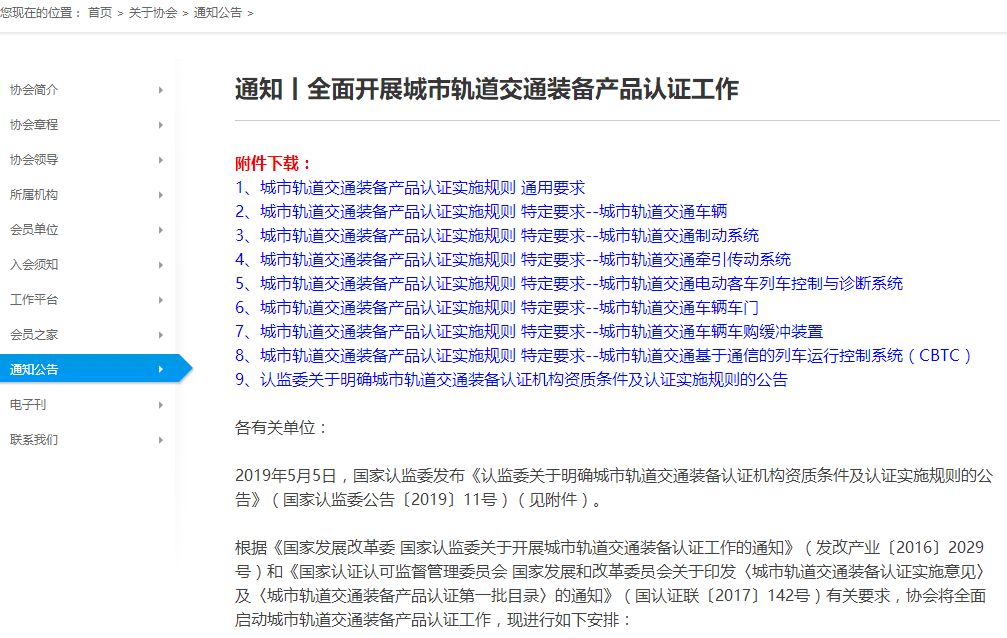 您现在的位置： 首页 > 关于协会 > 通知公告 >
协会简介
协会章程
协会领导
所属机构
会员单位
入会须知
工作平台
会员之家
通知公告
电子刊
联系我们
通知丨全面开展城市轨道交通装备产品认证工作
附件下载：
1、城市轨道交通装备产品认证实施规则 通用要求
2、城市轨道交通装备产品认证实施规则 特定要求--城市轨道交通车辆
3、城市轨道交通装备产品认证实施规则 特定要求--城市轨道交通制动系统
4、城市轨道交通装备产品认证实施规则 特定要求--城市轨道交通牵引传动系统
5、城市轨道交通装备产品认证实施规则 特定要求--城市轨道交通电动客车列车控制与诊断系统
6、城市轨道交通装备产品认证实施规则 特定要求--城市轨道交通车辆车门
7、城市轨道交通装备产品认证实施规则 特定要求--城市轨道交通车辆车购缓冲装置
8、城市轨道交通装备产品认证实施规则 特定要求--城市轨道交通基于通信的列车运行控制系统（CBTC）
9、认监委关于明确城市轨道交通装备认证机构资质条件及认证实施规则的公告
各有关单位：
2019年5月5日，国家认监委发布《认监委关于明确城市轨道交通装备认证机构资质条件及认证实施规则的公
告》（国家认监委公告〔2019〕11号）（见附件）。
根据《国家发展改革委 国家认监委关于开展城市轨道交通装备认证工作的通知》（发改产业〔2016〕2029
号）和《国家认证认可监督管理委员会 国家发展和改革委员会关于印发〈城市轨道交通装备认证实施意见〉
及〈城市轨道交通装备产品认证第一批目录〉的通知》（国认证联〔2017〕142号）有关要求，协会将全面
启动城市轨道交通装备产品认证工作，现进行如下安排：